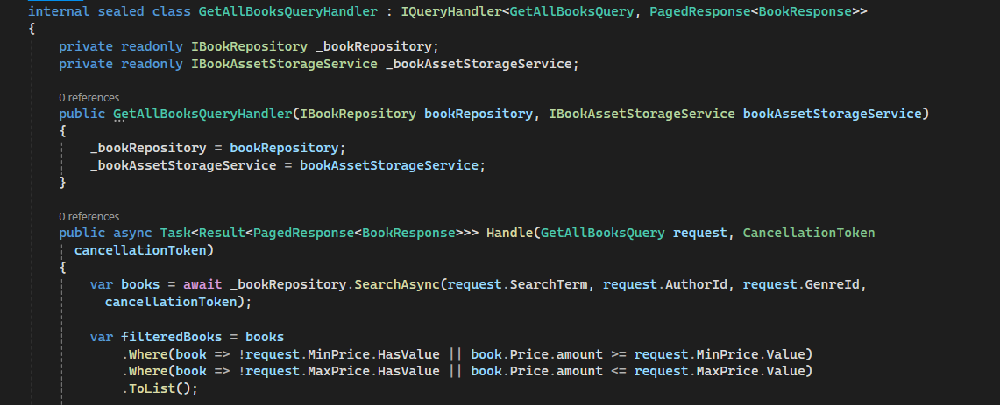 internal sealed class GetAllBooksQueryHandler : IQueryHandler<GetAllBooksQuery, PagedResponse<BookResponse>>
{
private readonly IBookRepository _bookRepository;
private readonly IBookAssetStorageService _bookAssetStorageService;
0 references
public GetAllBooksQueryHandler(IBookRepository bookRepository, IBookAssetStorageService bookAssetStorageService)
{
_bookRepository = bookRepository;
_bookAssetStorageService = bookAssetStorageService;
}
0 references
public async Task<Result<PagedResponse<BookResponse>>> Handle(GetAllBooksQuery request, CancellationToken
cancellationToken)
{
var books = await _bookRepository.SearchAsync(request.SearchTerm, request.AuthorId, request.GenreId,
cancellationToken);
var filteredBooks = books
.Where(book => !request.MinPrice.HasValue || book.Price.amount >= request.MinPrice.Value)
.Where(book => !request.MaxPrice.HasValue || book.Price.amount <= request.MaxPrice.Value)
.ToList();